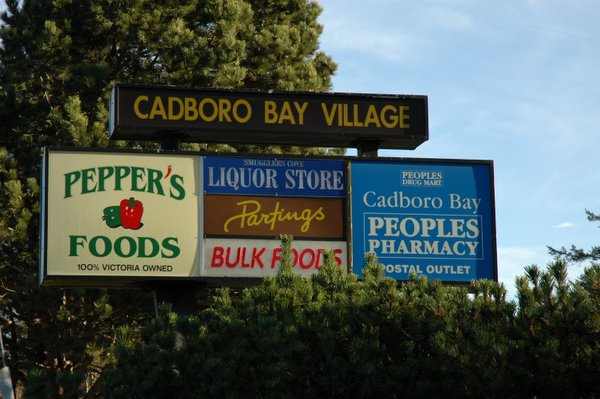 CADBORO BAY VILLAGE
PEPPER'S
FOODS
100% VICTORIA OWNED
SMUGGLERS COVE
LIQUOR STORE
Partings
BULK FOODS
PEOPLES
DRUG MART
Cadboro Bay
PEOPLES
PHARMACY
POSTAL OUTLET